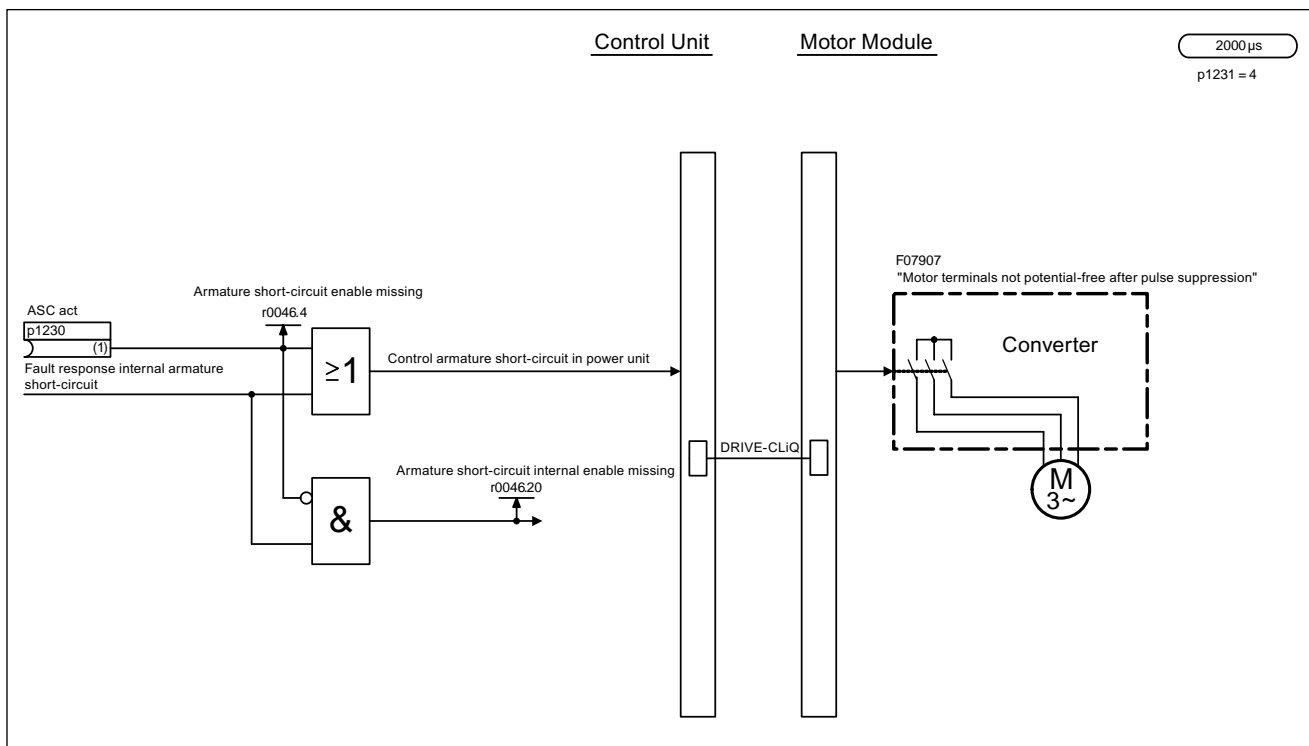 Control Unit
Motor Module
2000 µs
p1231 = 4
F07907
"Motor terminals not potential-free after pulse suppression"
Armature short-circuit enable missing
r0046.4
ASC act
p1230
(1)
Fault response internal armature
short-circuit
≥1
Control armature short-circuit in power unit
Converter
DRIVE-CLiQ
Armature short-circuit internal enable missing
r0046.20
&
M
3~